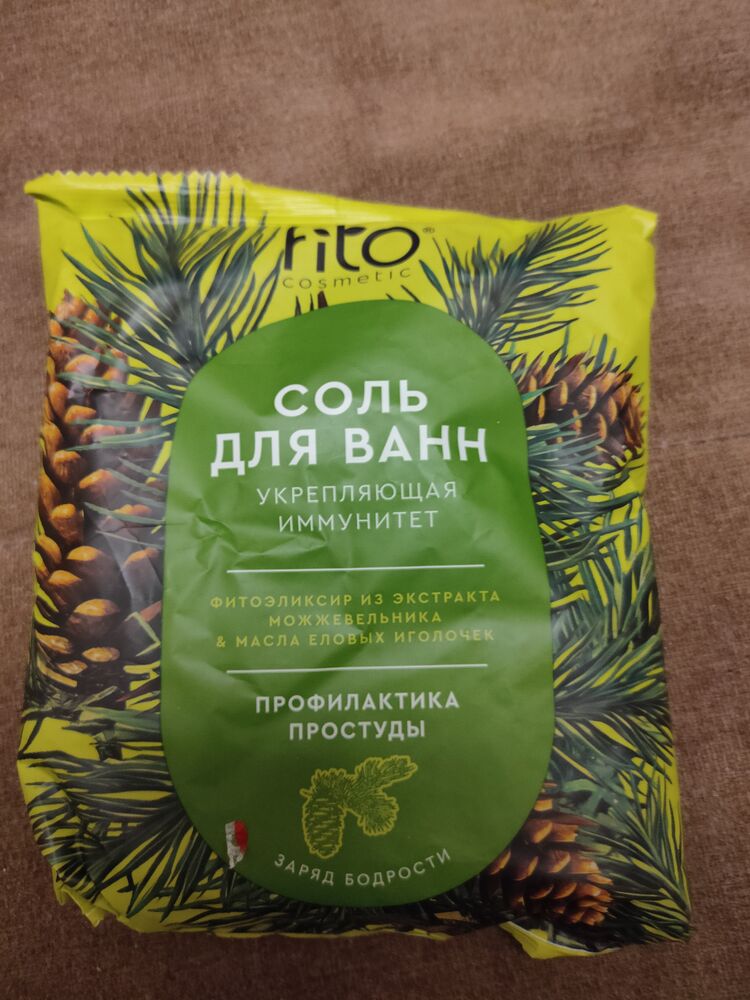 fito®
cosmetic
СОЛЬ
ДЛЯ ВАНН
УКРЕПЛЯЮЩАЯ
ИММУНИТЕТ
ФИТОЭЛИКСИР ИЗ ЭКСТРАКТА
МОЖЖЕВЕЛЬНИКА
& МАСЛА ЕЛОВЫХ ИГОЛОЧЕК
ПРОФИЛАКТИКА
ПРОСТУДЫ
ЗАРЯД БОДРОСТИ